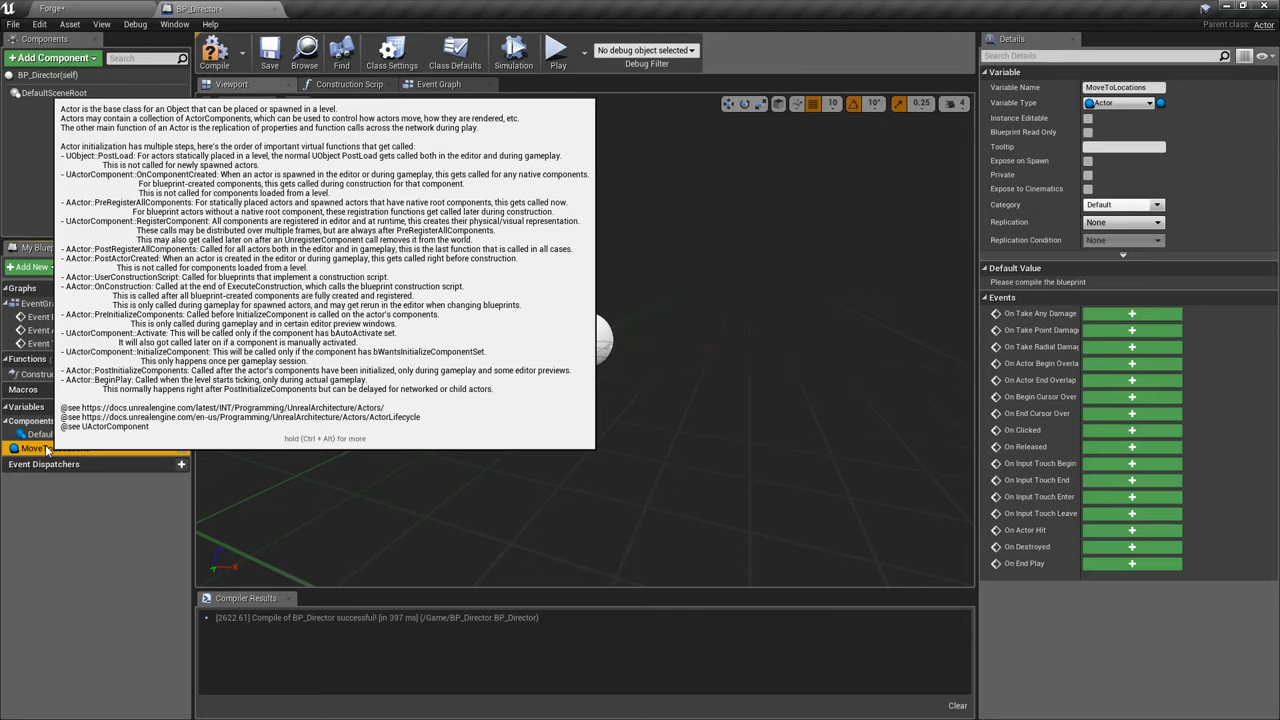 Forge*
BP_Director*
File
Edit
Asset
View
Debug
Window
Help
Parent class: Actor
Components
Add Component
Search
BP_Director(self)
DefaultSceneRoot
Compile
Save
Browse
Find
Class Settings
Class Defaults
Simulation
Play
No debug object selected
Debug Filter
Viewport
Construction Scrip
Event Graph
10
10°
0.25
4
Actor is the base class for an Object that can be placed or spawned in a level.
Actors may contain a collection of ActorComponents, which can be used to control how actors move, how they are rendered, etc.
The other main function of an Actor is the replication of properties and function calls across the network during play.
Actor initialization has multiple steps, here's the order of important virtual functions that get called:
- UObject::PostLoad: For actors statically placed in a level, the normal UObject PostLoad gets called both in the editor and during gameplay.
This is not called for newly spawned actors.
- UActorComponent::OnComponentCreated: When an actor is spawned in the editor or during gameplay, this gets called for any native components.
For blueprint-created components, this gets called during construction for that component.
This is not called for components loaded from a level.
- AActor::PreRegisterAllComponents: For statically placed actors and spawned actors that have native root components, this gets called now.
For blueprint actors without a native root component, these registration functions get called later during construction.
- UActorComponent::RegisterComponent: All components are registered in editor and at runtime, this creates their physical/visual representation.
These calls may be distributed over multiple frames, but are always after PreRegisterAllComponents.
This may also get called later on after an UnregisterComponent call removes it from the world.
- AActor::PostRegisterAllComponents: Called for all actors both in the editor and in gameplay, this is the last function that is called in all cases.
- AActor::PostActorCreated: When an actor is created in the editor or during gameplay, this gets called right before construction.
This is not called for components loaded from a level.
- AActor::UserConstructionScript: Called for blueprints that implement a construction script.
- AActor::OnConstruction: Called at the end of ExecuteConstruction, which calls the blueprint construction script.
This is called after all blueprint-created components are fully created and registered.
This is only called during gameplay for spawned actors, and may get rerun in the editor when changing blueprints.
- AActor::PreInitializeComponents: Called before InitializeComponent is called on the actor's components.
This is only called during gameplay and in certain editor preview windows.
- UActorComponent::Activate: This will be called only if the component has bAutoActivate set.
It will also got called later on if a component is manually activated.
- UActorComponent::InitializeComponent: This will be called only if the component has bWantsInitializeComponentSet.
This only happens once per gameplay session.
- AActor::PostInitializeComponents: Called after the actor's components have been initialized, only during gameplay and some editor previews.
- AActor::BeginPlay: Called when the level starts ticking, only during actual gameplay.
This normally happens right after PostInitializeComponents but can be delayed for networked or child actors.
@see https://docs.unrealengine.com/latest/INT/Programming/UnrealArchitecture/Actors/
@see https://docs.unrealengine.com/en-us/Programming/UnrealArchitecture/Actors/ActorLifecycle
@see UActorComponent
hold (Ctrl + Alt) for more
My Bluep
Add New
Graphs
EventGra
Event
Event A
Event T
Functions
Constru
Macros
Variables
Components
Defaul
MoveTo
Event Dispatchers
Compiler Results
[2622.61] Compile of BP_Director successful! [in 397 ms] (/Game/BP_Director.BP_Director)
Clear
Details
Search Details
Variable
Variable Name
MoveToLocations
Variable Type
Actor
Instance Editable
Blueprint Read Only
Tooltip
Expose on Spawn
Private
Expose to Cinematics
Category
Default
Replication
None
Replication Condition
None
Default Value
Please compile the blueprint
Events
On Take Any Damage
On Take Point Damag
On Take Radial Damag
On Actor Begin Overla
On Actor End Overlap
On Begin Cursor Over
On End Cursor Over
On Clicked
On Released
On Input Touch Begin
On Input Touch End
On Input Touch Enter
On Input Touch Leave
On Actor Hit
On Destroyed
On End Play